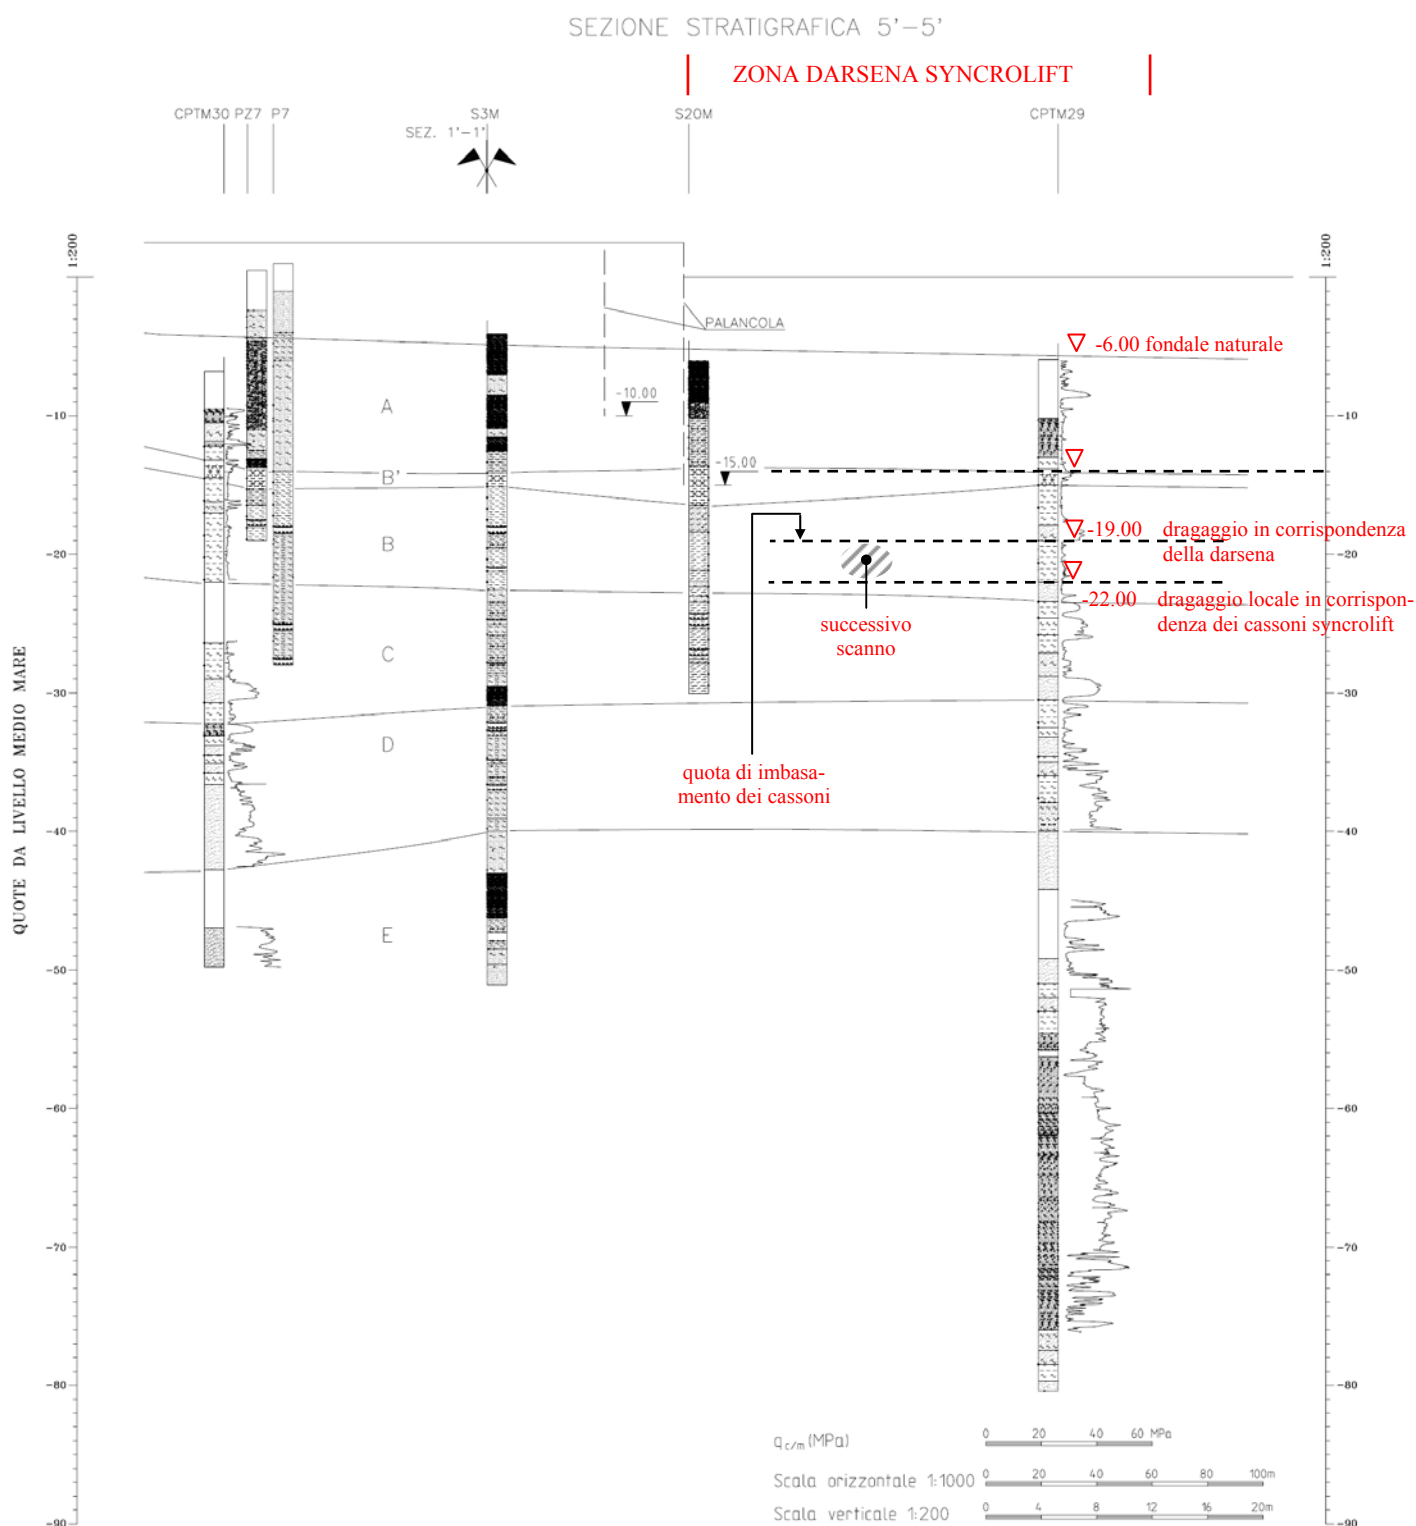 SEZIONE STRATIGRAFICA 5'-5'
ZONA DARSENA SYNCROLIFT
CPTM30 PZ7 P7
S3M
S20M
CPTM29
SEZ. 1'-1'
1:200
1:200
PALANCOLA
-6.00 fondale naturale
-10.00
-10
-10
A
-15.00
B'
-19.00 dragaggio in corrispondenza
della darsena
B
-20
-20
-22.00 dragaggio locale in corrispon-
denza dei cassoni syncrolift
successivo
scanno
C
-30
-30
D
quota di imbasa-
mento dei cassoni
QUOTE DA LIVELLO MEDIO MARE
-40
-40
E
-50
-50
-60
-60
-70
-70
-80
-80
qc/m (MPa)
0 20 40 60 MPa
Scala orizzontale 1:1000
0 20 40 60 80 100m
Scala verticale 1:200
0 4 8 12 16 20m
-90
-90